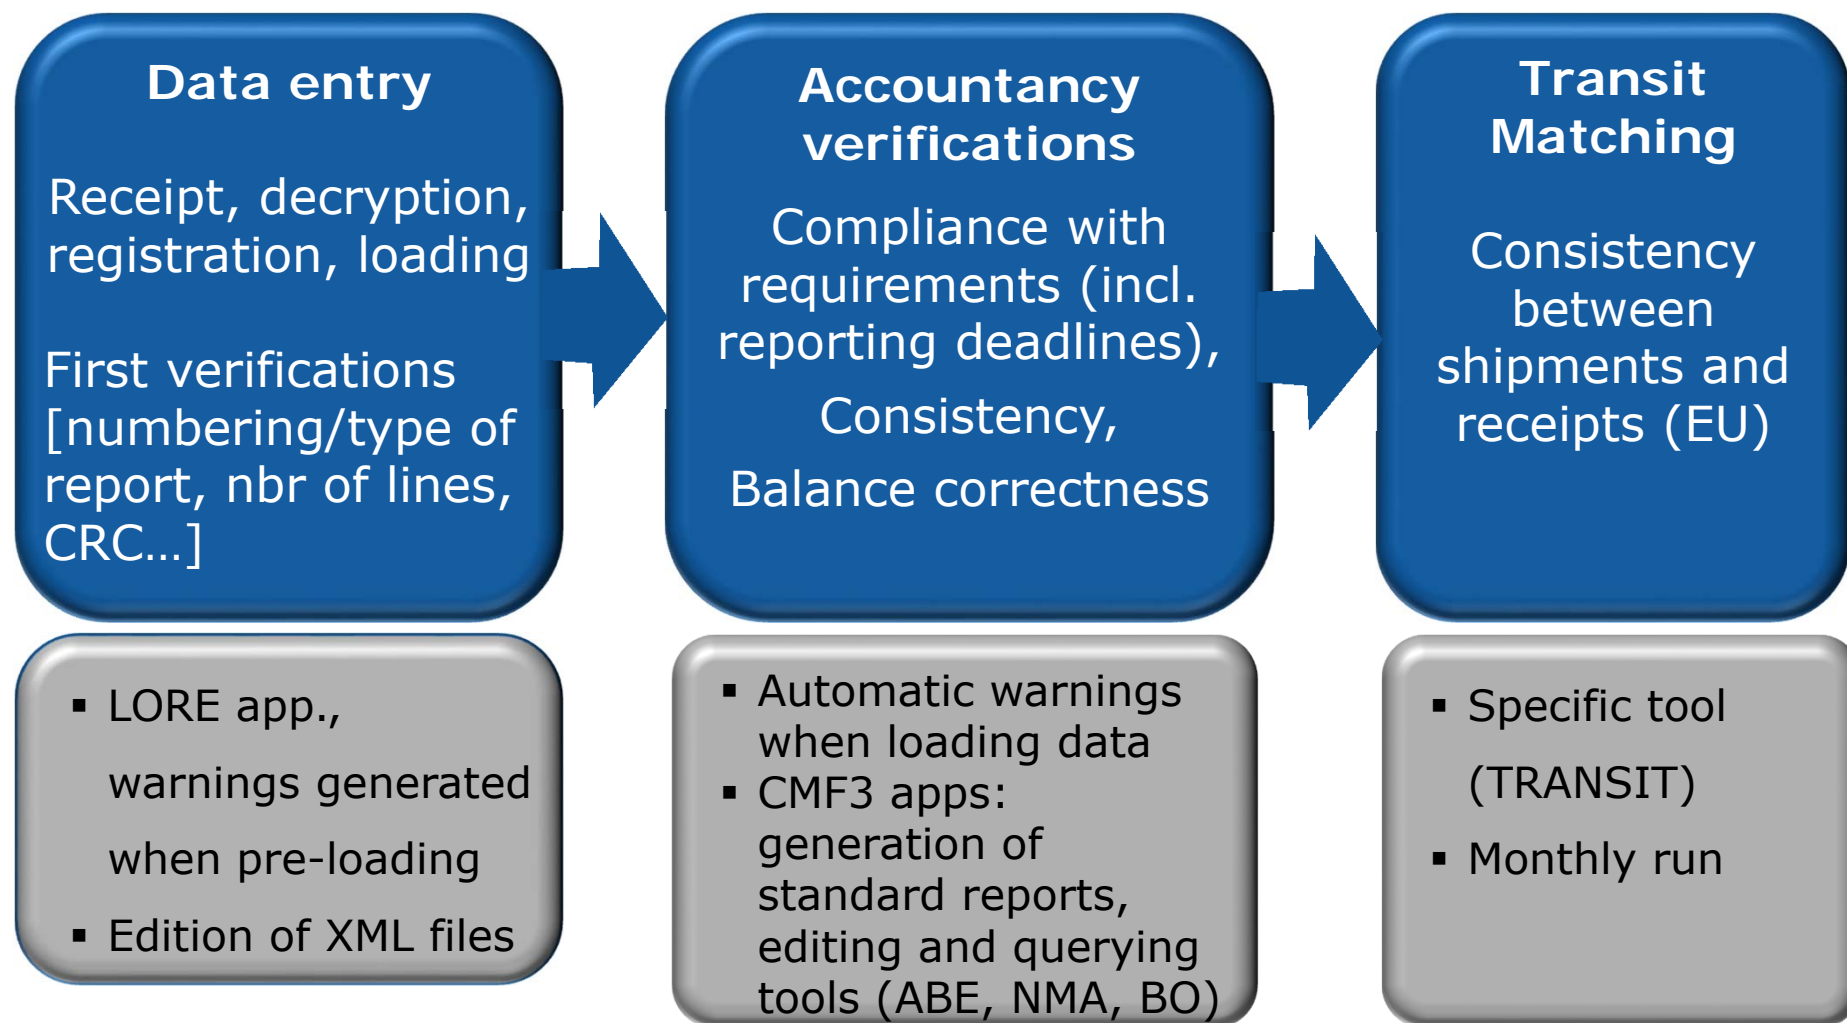 Data entry
Receipt, decryption,
registration, loading
First verifications
[numbering/type of
report, nbr of lines,
CRC…]
Accountancy
verifications
Compliance with
requirements (incl.
reporting deadlines),
Consistency,
Balance correctness
Transit
Matching
Consistency
between
shipments and
receipts (EU)
▪ LORE app.,
warnings generated
when pre-loading
▪ Edition of XML files
▪ Automatic warnings
when loading data
▪ CMF3 apps:
generation of
standard reports,
editing and querying
tools (ABE, NMA, BO)
▪ Specific tool
(TRANSIT)
▪ Monthly run